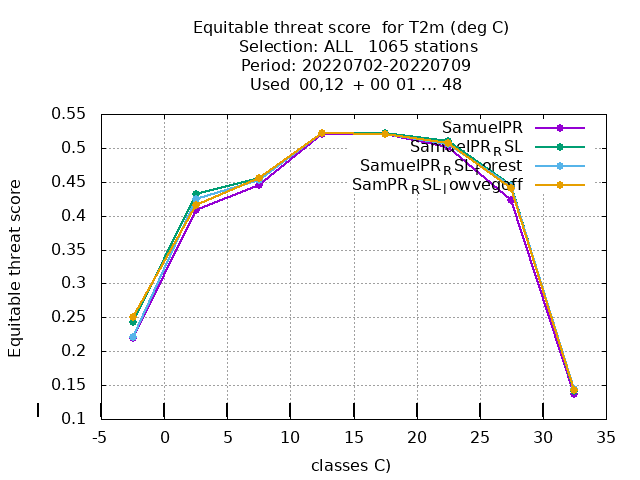 Equitable threat score for T2m (deg C)
Selection: ALL 1065 stations
Period: 20220702-20220709
Used 00,12 + 00 01 ... 48
SamuelPR
SamuelPR_RSL
SamuelPR_RSL_lorest
SamPR_RSL_lowvegoff
Equitable threat score
0.55
0.5
0.45
0.4
0.35
0.3
0.25
0.2
0.15
0.1
-5 0 5 10 15 20 25 30 35
classes C)